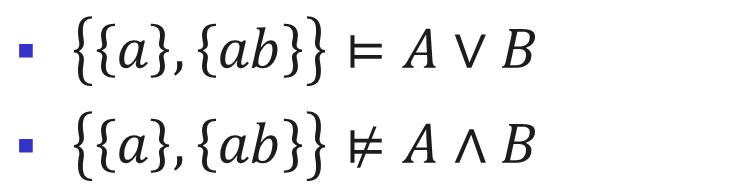 ▪ {{a}, {ab}} ⊨ A ∨ B
▪ {{a}, {ab}} ⊭ A ∧ B